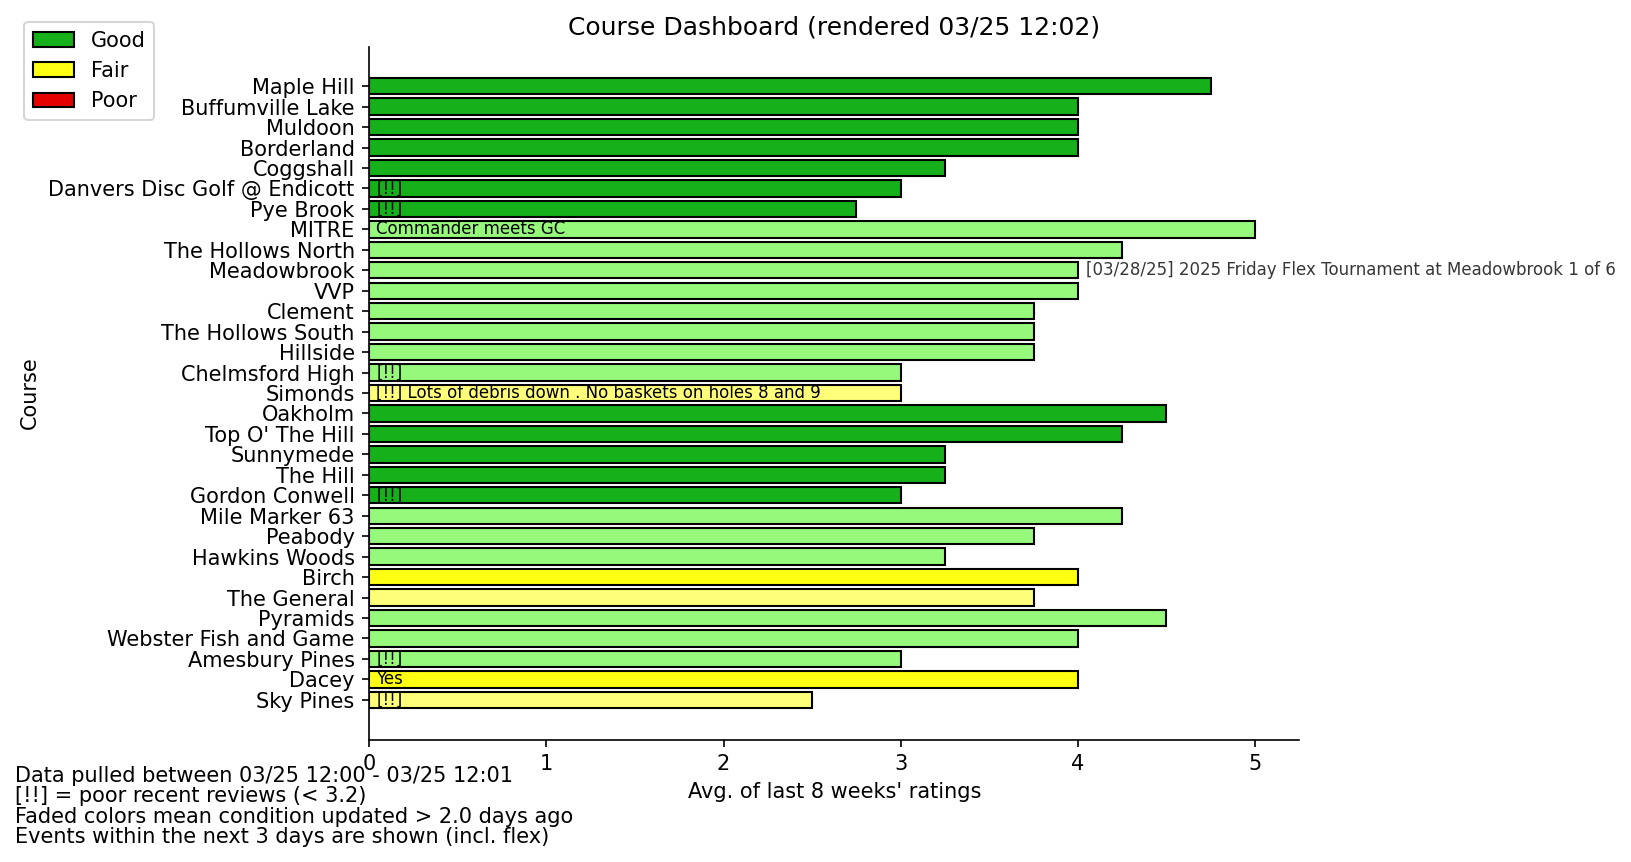 Course Dashboard (rendered 03/25 12:02)
Good
Fair
Poor
Course
Maple Hill
Buffumville Lake
Muldoon
Borderland
Coggshall
Danvers Disc Golf @ Endicott [!!]
Pye Brook [!!]
MITRE Commander meets GC
The Hollows North
Meadowbrook [03/28/25] 2025 Friday Flex Tournament at Meadowbrook 1 of 6
VVP
Clement
The Hollows South
Hillside
Chelmsford High [!!]
Simonds [!!] Lots of debris down . No baskets on holes 8 and 9
Oakholm
Top O' The Hill
Sunnymede
The Hill
Gordon Conwell [!!]
Mile Marker 63
Peabody
Hawkins Woods
Birch
The General
Pyramids
Webster Fish and Game
Amesbury Pines [!!]
Dacey Yes
Sky Pines [!!]
0 1 2 3 4 5
Avg. of last 8 weeks' ratings
Data pulled between 03/25 12:00 - 03/25 12:01
[!!] = poor recent reviews (< 3.2)
Faded colors mean condition updated > 2.0 days ago
Events within the next 3 days are shown (incl. flex)